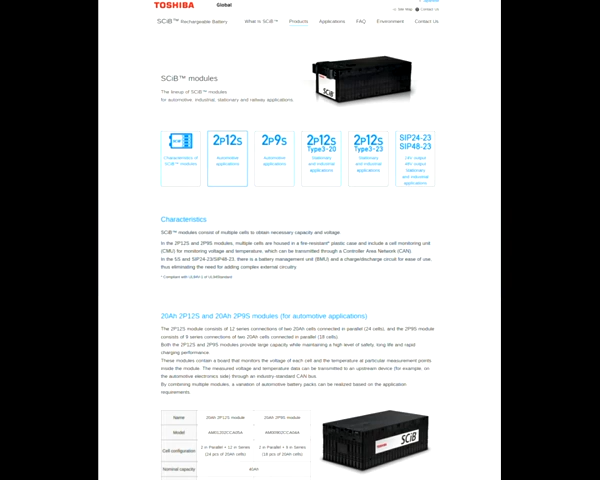 TOSHIBA
Global
Site Map
Contact Us
SCiB™ Rechargeable Battery
What is SCiB™
Products
Applications
FAQ
Environment
Contact Us
SCiB™ modules
The lineup of SCiB™ modules
for automotive, industrial, stationary and railway applications.
SCiB
Characteristics of
SCiB™ modules
2P12S
Automotive
applications
2P9S
Automotive
applications
2P12S
Type3-20
Stationary
and industrial
applications
2P12S
Type3-23
Stationary
and industrial
applications
SIP24-23
SIP48-23
24V output
48V output
stationary
and industrial
applications
Characteristics
SCiB™ modules consist of multiple cells to obtain necessary capacity and voltage.
In the 2P12S and 2P9S modules, multiple cells are housed in a fire-resistant* plastic case and include a cell monitoring unit
(CMU) for monitoring voltage and temperature, which can be transmitted through a Controller Area Network (CAN).
In the 5S and SIP24-23/SIP48-23, there is a battery management unit (BMU) and a charge/discharge circuit for ease of use,
thus eliminating the need for adding complex external circuitry.
20Ah 2P12S and 20Ah 2P9S modules (for automotive applications)
The 2P12S module consists of 12 series connections of two 20Ah cells connected in parallel (24 cells), and the 2P9S module
consists of 9 series connections of two 20Ah cells connected in parallel (18 cells).
Both the 2P12S and 2P9S modules provide large capacity while maintaining a high level of safety, long life and rapid
charging performance.
These modules contain a board that monitors the voltage of each cell and the temperature at particular measurement points
inside the module. The measured voltage and temperature data can be transmitted to an upstream device (for example, on
the automotive electronics side) through an industry-standard CAN bus.
By combining multiple modules, a variation of automotive battery packs can be realized based on the application
requirements.
Name
20Ah 2P12S module
20Ah 2P9S module
Model
Cell configuration
2 in Parallel × 12 in Series
(24 pcs of 20Ah cells)
2 in Parallel × 9 in Series
(18 pcs of 20Ah cells)
Nominal capacity
40Ah
TOSHIBA
SCiB